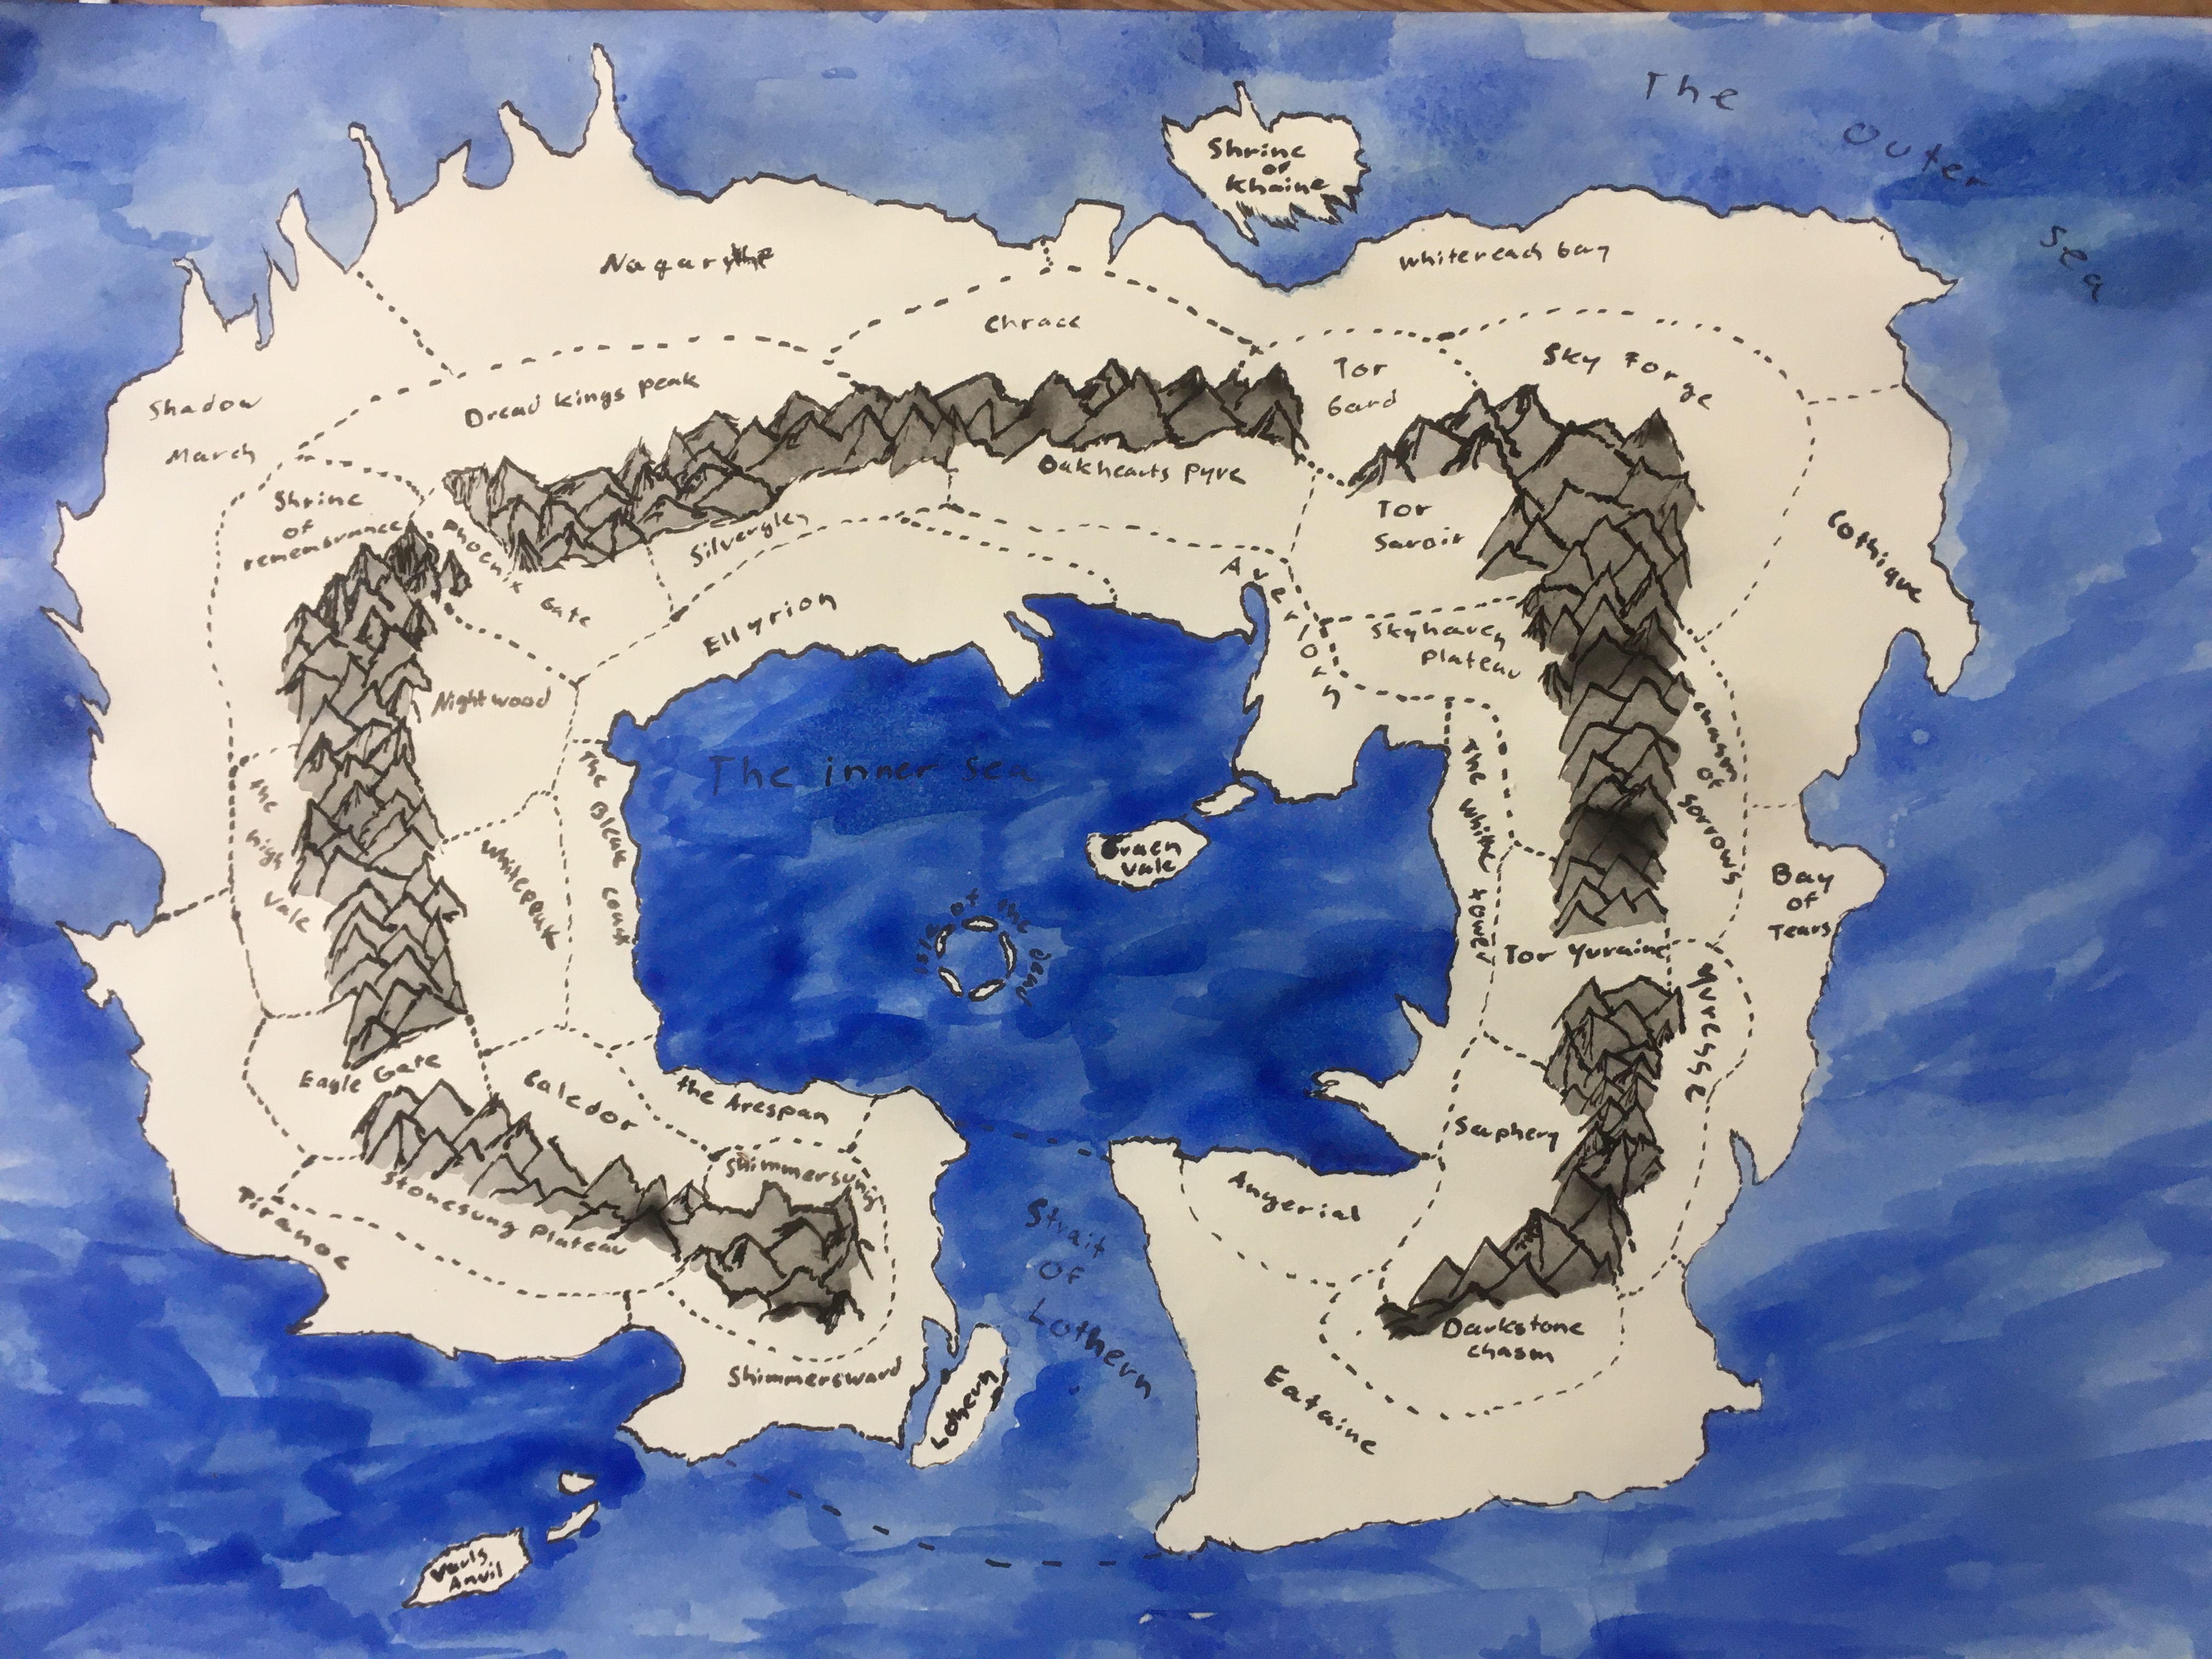 The
Outer
Sea
Shrine
of
Khaine
Nagarythe
Whitereach bay
Chrace
Dread kings peak
Tor
Gard
Sky Forge
Shadow
March
Oakhearts Pyre
Shrine
of
remembrance
Phoenix Gate
Silverglen
Tor
Saroir
Cothique
Avelorn
Ellyrion
Skyhaven
plateau
Nightwood
The inner Sea
The Bleak coast
the
high
Vale
Whitepeak
The White tower
Chasm
of
Sorrows
Graen
Vale
Isle of the dead
Bay
of
Tears
Tor Yvraine
Yvresse
Eagle Gate
Caledor
the Arespan
Shimmersung
Saphery
Stonesung Plateau
Tiranoc
Angerial
Strait
Of
Lothern
Darkstone
chasm
Shimmersward
Lothern
Eataine
Vauls
Anvil